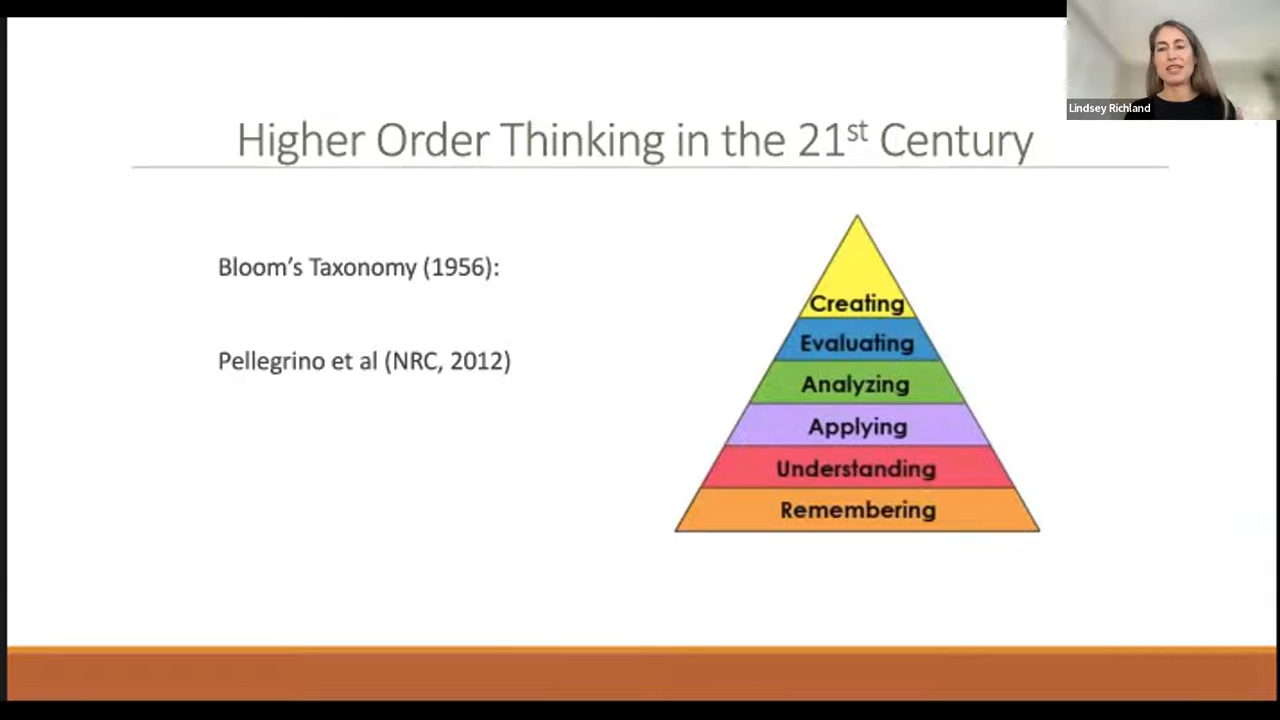 Lindsey Richland
Higher Order Thinking in the 21st Century
Bloom's Taxonomy (1956):
Pellegrino et al (NRC, 2012)
Creating
Evaluating
Analyzing
Applying
Understanding
Remembering